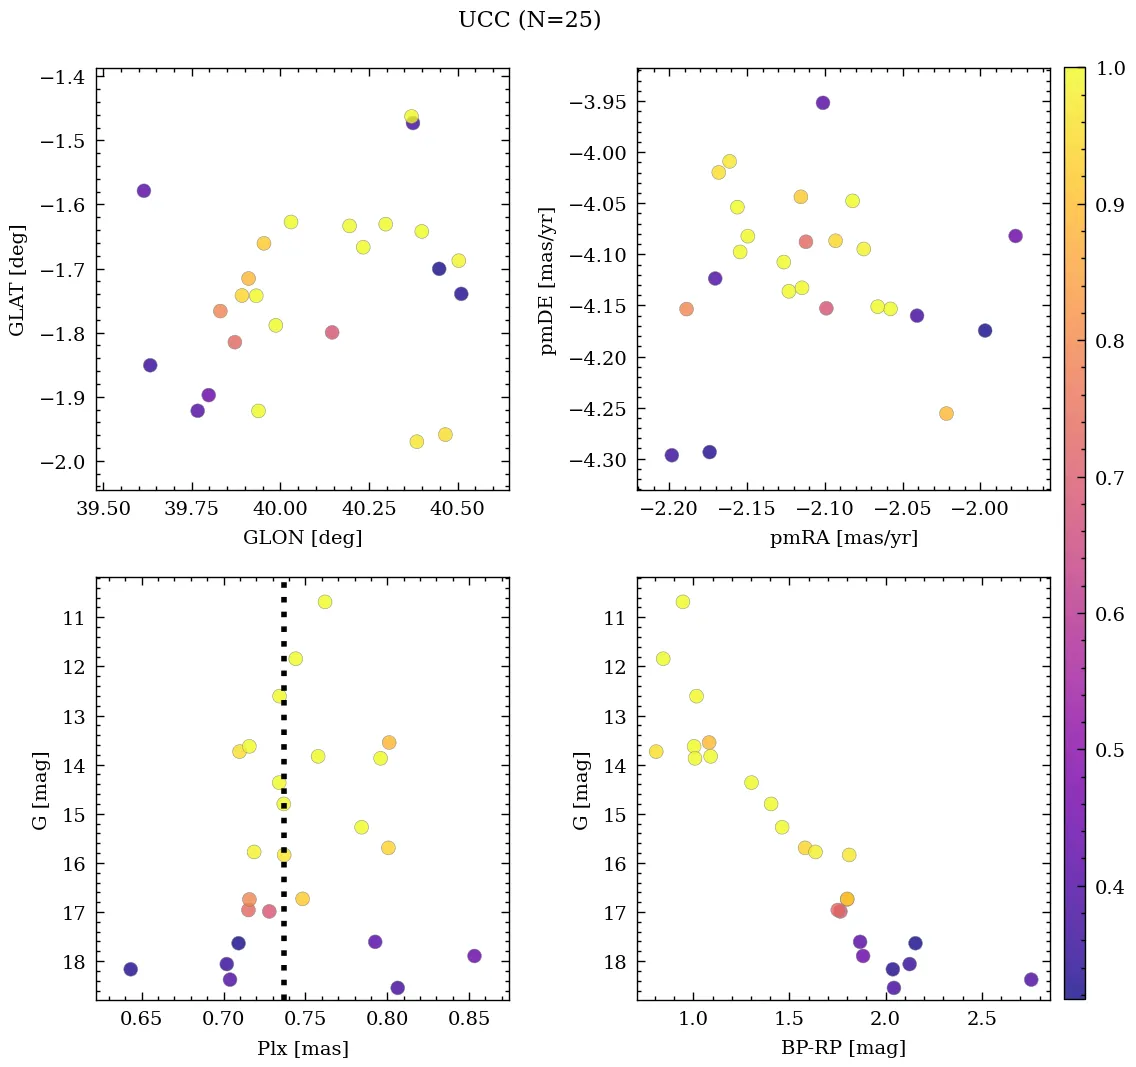 UCC (N=25)
−1.4
−1.5
−1.6
−1.7
−1.8
−1.9
−2.0
GLAT [deg]
39.50 39.75 40.00 40.25 40.50
GLON [deg]
−3.95
−4.00
−4.05
−4.10
−4.15
−4.20
−4.25
−4.30
pmDE [mas/yr]
−2.20 −2.15 −2.10 −2.05 −2.00
pmRA [mas/yr]
1.0
0.9
0.8
0.7
0.6
0.5
0.4
11
12
13
14
15
16
17
18
G [mag]
0.65 0.70 0.75 0.80 0.85
Plx [mas]
11
12
13
14
15
16
17
18
G [mag]
1.0 1.5 2.0 2.5
BP-RP [mag]